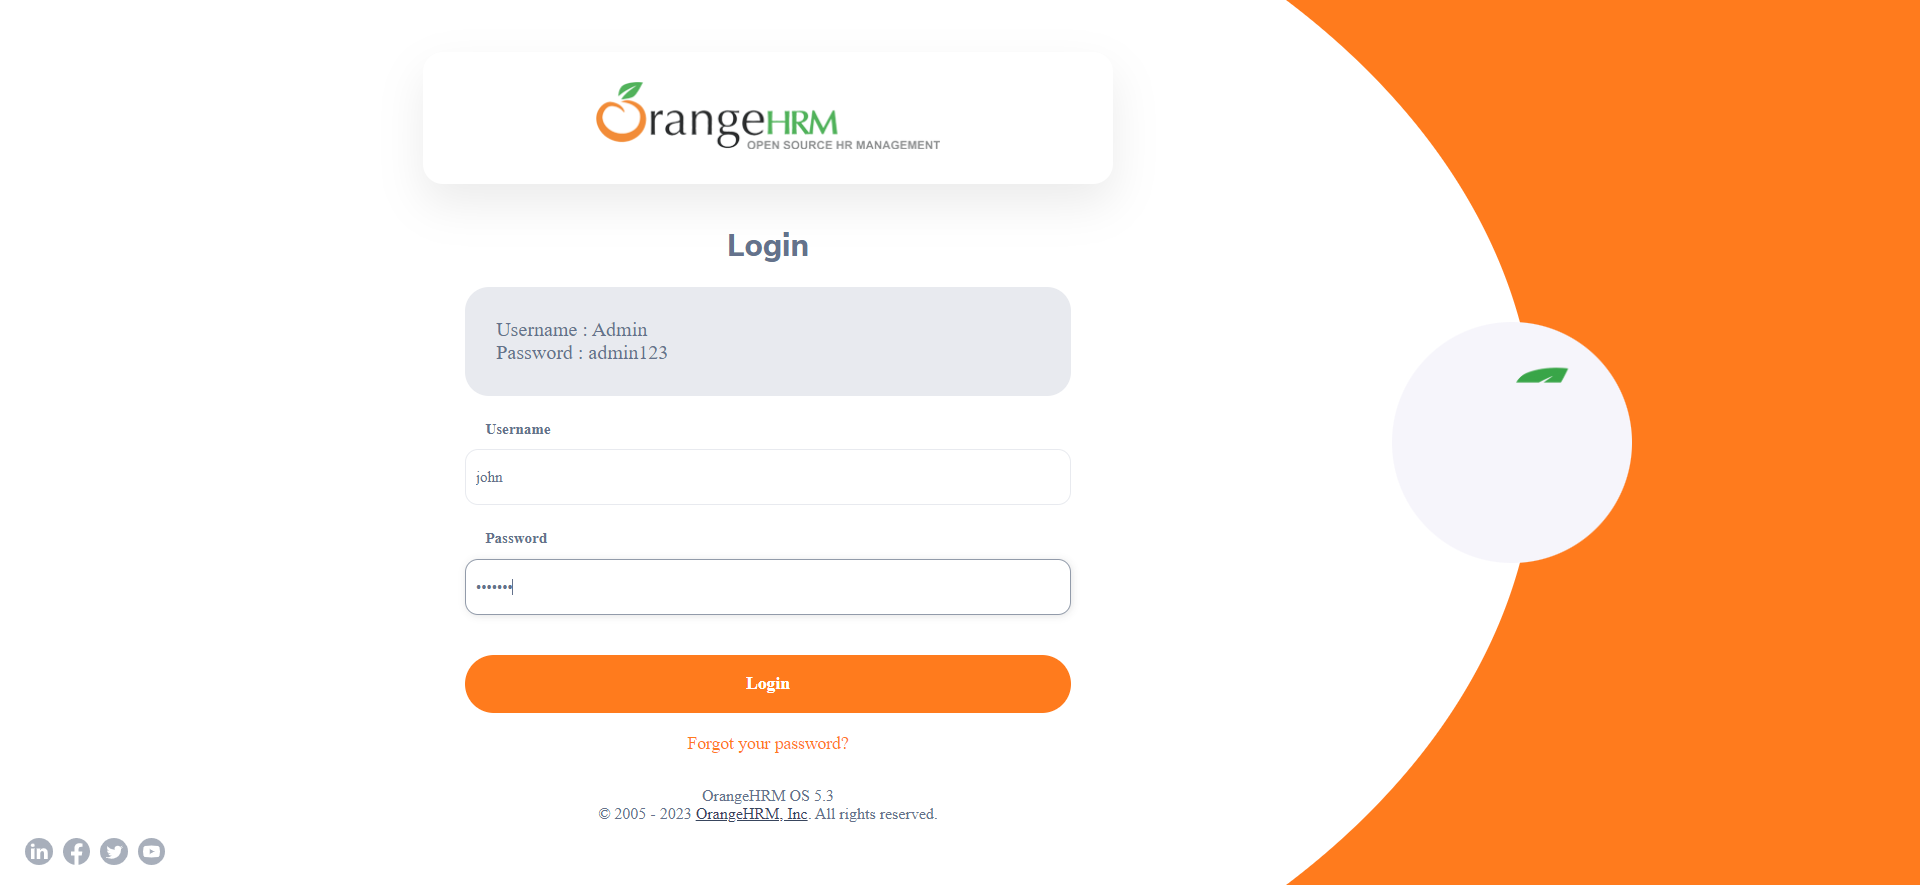 OrangeHRM
OPEN SOURCE HR MANAGEMENT
Login
Username : Admin
Password : admin123
Username
john
Password
•••••••
Login
Forgot your password?
OrangeHRM OS 5.3
© 2005 - 2023 OrangeHRM, Inc. All rights reserved.